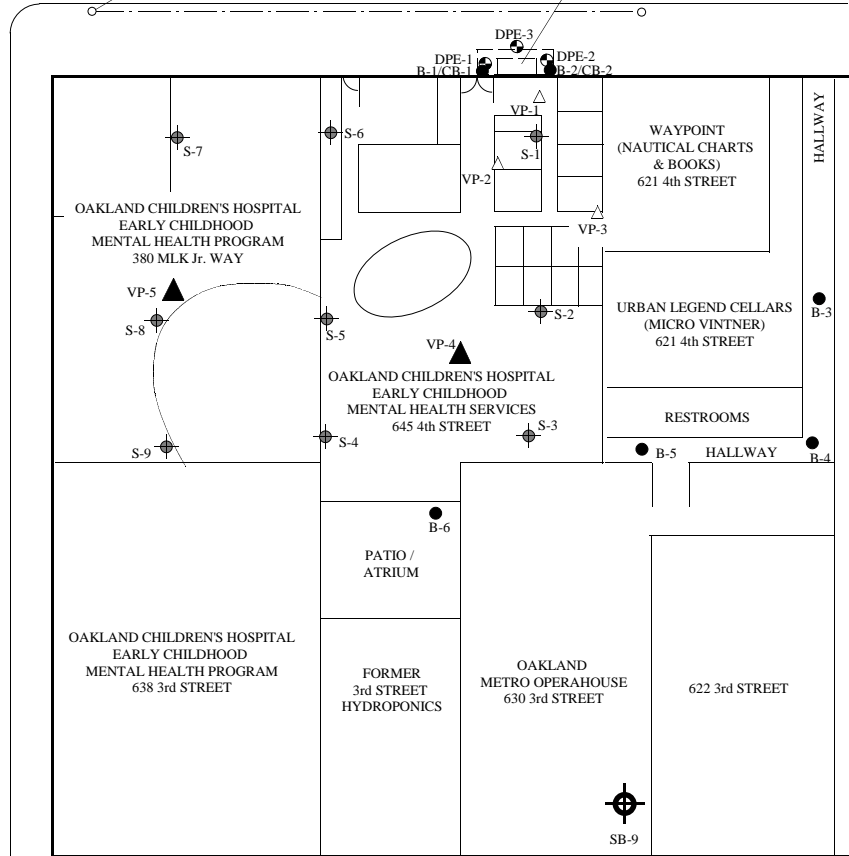 DPE-3
DPE-1
DPE-2
B-1/CB-1
B-2/CB-2
VP-1
S-6
S-7
S-1
VP-2
VP-3
WAYPOINT
(NAUTICAL CHARTS
& BOOKS)
621 4th STREET
HALLWAY
OAKLAND CHILDREN'S HOSPITAL
EARLY CHILDHOOD
MENTAL HEALTH PROGRAM
380 MLK Jr. WAY
VP-5
S-8
S-5
S-2
URBAN LEGEND CELLARS
(MICRO VINTNER)
621 4th STREET
B-3
VP-4
OAKLAND CHILDREN'S HOSPITAL
EARLY CHILDHOOD
MENTAL HEALTH SERVICES
645 4th STREET
RESTROOMS
S-9
S-4
S-3
B-5
HALLWAY
B-4
B-6
PATIO /
ATRIUM
OAKLAND CHILDREN'S HOSPITAL
EARLY CHILDHOOD
MENTAL HEALTH PROGRAM
638 3rd STREET
FORMER
3rd STREET
HYDROPONICS
OAKLAND
METRO OPERAHOUSE
630 3rd STREET
622 3rd STREET
SB-9